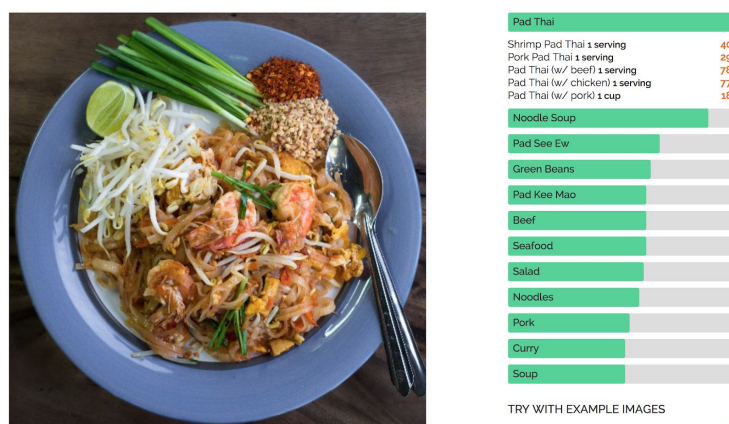 Pad Thai
Shrimp Pad Thai 1 serving
Pork Pad Thai 1 serving
Pad Thai (w/ beef) 1 serving
Pad Thai (w/ chicken) 1 serving
Pad Thai (w/ pork) 1 cup
Noodle Soup
Pad See Ew
Green Beans
Pad Kee Mao
Beef
Seafood
Salad
Noodles
Pork
Curry
Soup
TRY WITH EXAMPLE IMAGES